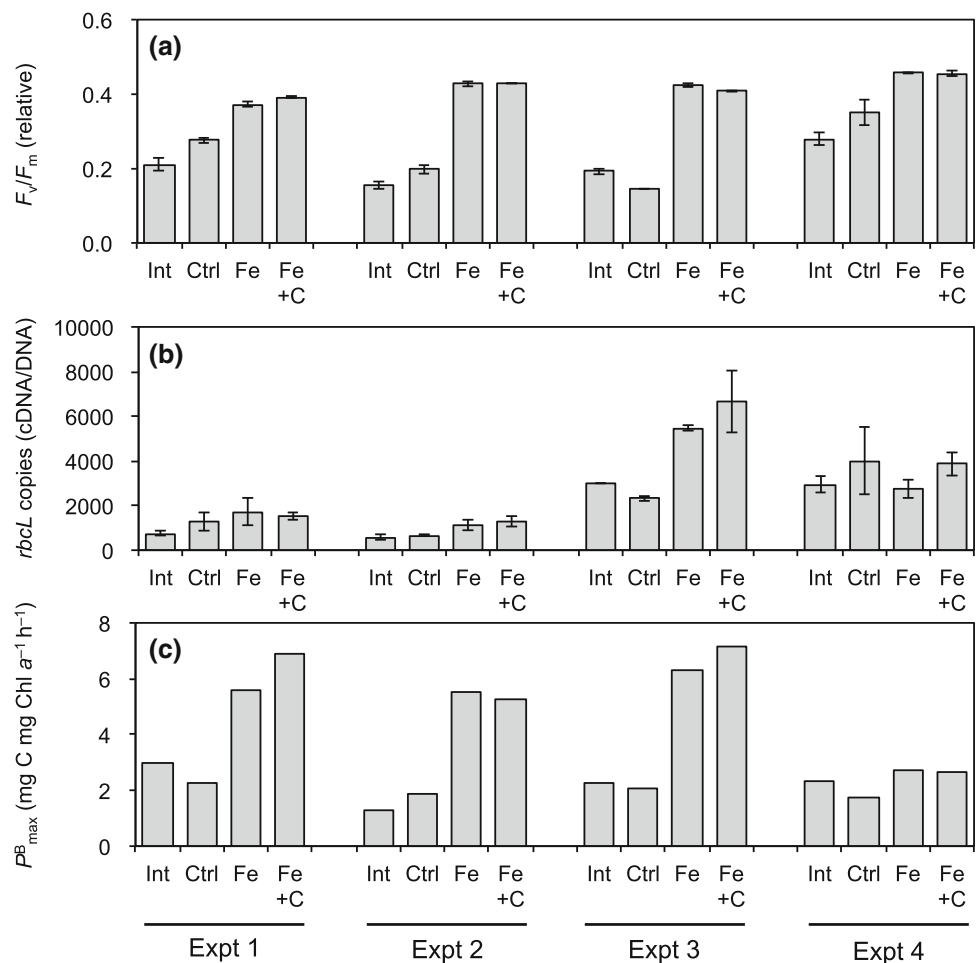 (a)
F_v/F_m (relative)
0.6
0.4
0.2
0.0
Int Ctrl Fe Fe +C Int Ctrl Fe Fe +C Int Ctrl Fe Fe +C Int Ctrl Fe Fe +C
(b)
rbcL copies (cDNA/DNA)
10000
8000
6000
4000
2000
0
Int Ctrl Fe Fe +C Int Ctrl Fe Fe +C Int Ctrl Fe Fe +C Int Ctrl Fe Fe +C
(c)
P^B_max (mg C mg Chl a⁻¹ h⁻¹)
8
6
4
2
0
Int Ctrl Fe Fe +C Int Ctrl Fe Fe +C Int Ctrl Fe Fe +C Int Ctrl Fe Fe +C
Expt 1 Expt 2 Expt 3 Expt 4